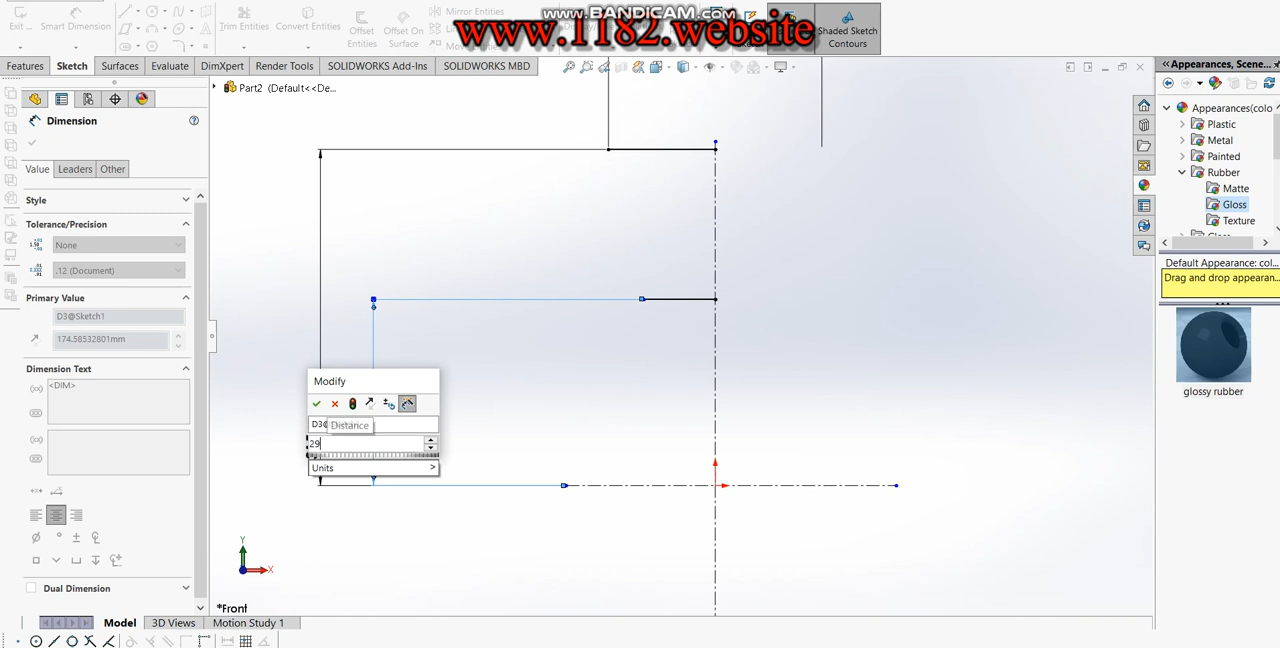 www.BANDICAM.com
www.1182.website
Exit ...
Smart Dimension
Trim Entities
Convert Entities
Offset Entities
Offset On Surface
Mirror Entities
Shaded Sketch Contours
Features
Sketch
Surfaces
Evaluate
DimXpert
Render Tools
SOLIDWORKS Add-Ins
SOLIDWORKS MBD
Part2 (Default<<De...
Dimension
Value
Leaders
Other
Style
Tolerance/Precision
None
.12 (Document)
Primary Value
D3@Sketch1
174.58532801mm
Dimension Text
<DIM>
Dual Dimension
Modify
D3@
Distance
29
Units
>
Y
X
*Front
Model
3D Views
Motion Study 1
Appearances, Scene...
Appearances(colo
Plastic
Metal
Painted
Rubber
Matte
Gloss
Texture
Default Appearance: col...
Drag and drop appearan...
glossy rubber